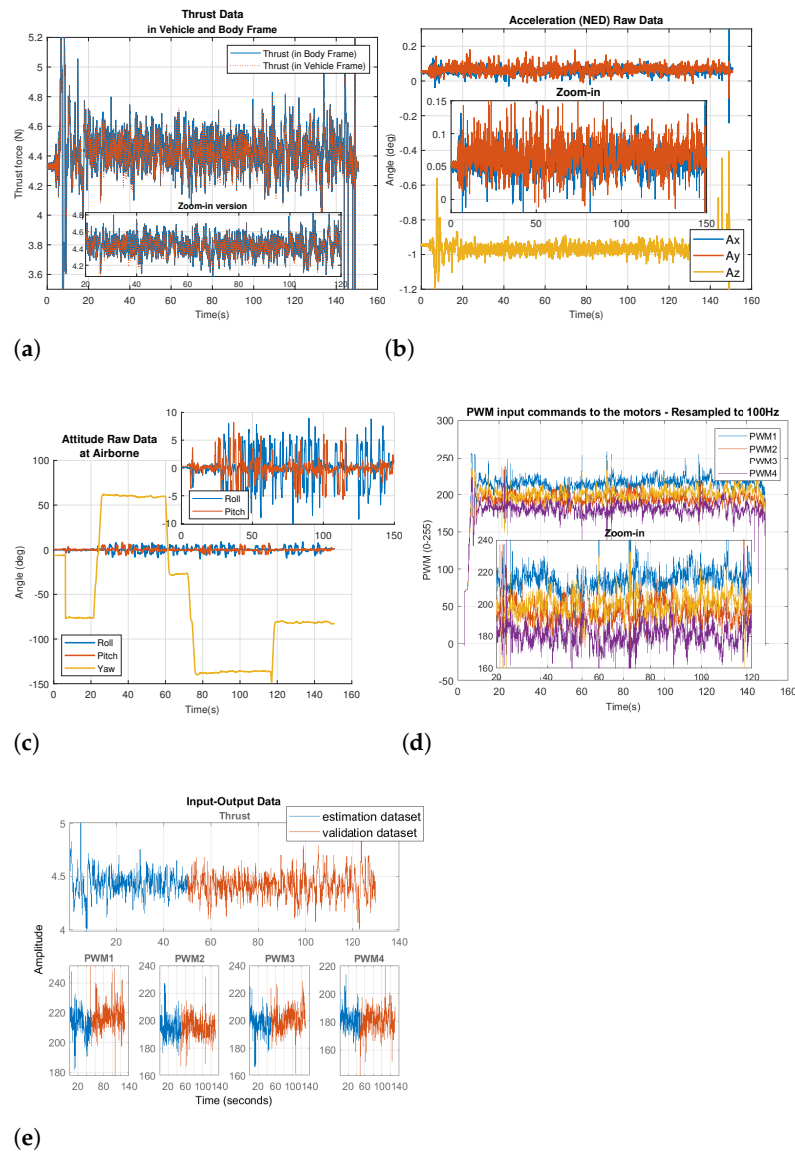 Thrust Data
in Vehicle and Body Frame
Thrust (in Body Frame)
Thrust (in Vehicle Frame)
5.2
5
4.8
4.6
4.4
4.2
4
3.8
3.6
Thrust force (N)
Zoom-in version
4.8
4.6
4.4
4.2
20 40 60 80 100 120
0 20 40 60 80 100 120 140 160
Time(s)
(a)
Acceleration (NED) Raw Data
0.2
0
-0.2
-0.4
-0.6
-0.8
-1
-1.2
Angle (deg)
Zoom-in
0.15
0.1
0.05
0
0 50 100 150
Ax
Ay
Az
0 20 40 60 80 100 120 140 160
Time(s)
(b)
Attitude Raw Data
at Airborne
100
50
0
-50
-100
-150
Angle (deg)
10
5
0
-5
-10
Roll
Pitch
0 50 100 150
Roll
Pitch
Yaw
0 20 40 60 80 100 120 140 160
Time(s)
(c)
PWM input commands to the motors - Resampled to 100Hz
300
250
200
150
100
50
0
-50
PWM (0-255)
PWM1
PWM2
PWM3
PWM4
Zoom-in
240
220
200
180
160
20 40 60 80 100 120
0 20 40 60 80 100 120 140 160
Time(s)
(d)
Input-Output Data
Thrust
estimation dataset
validation dataset
5
4.5
4
20 40 60 80 100 120 140
Amplitude
PWM1 PWM2 PWM3 PWM4
240
220
200
180
20 80 140
240
220
200
180
160
20 60 100 140
240
220
200
180
160
20 60 100 140
240
220
200
180
160
20 60 100 140
Time (seconds)
(e)